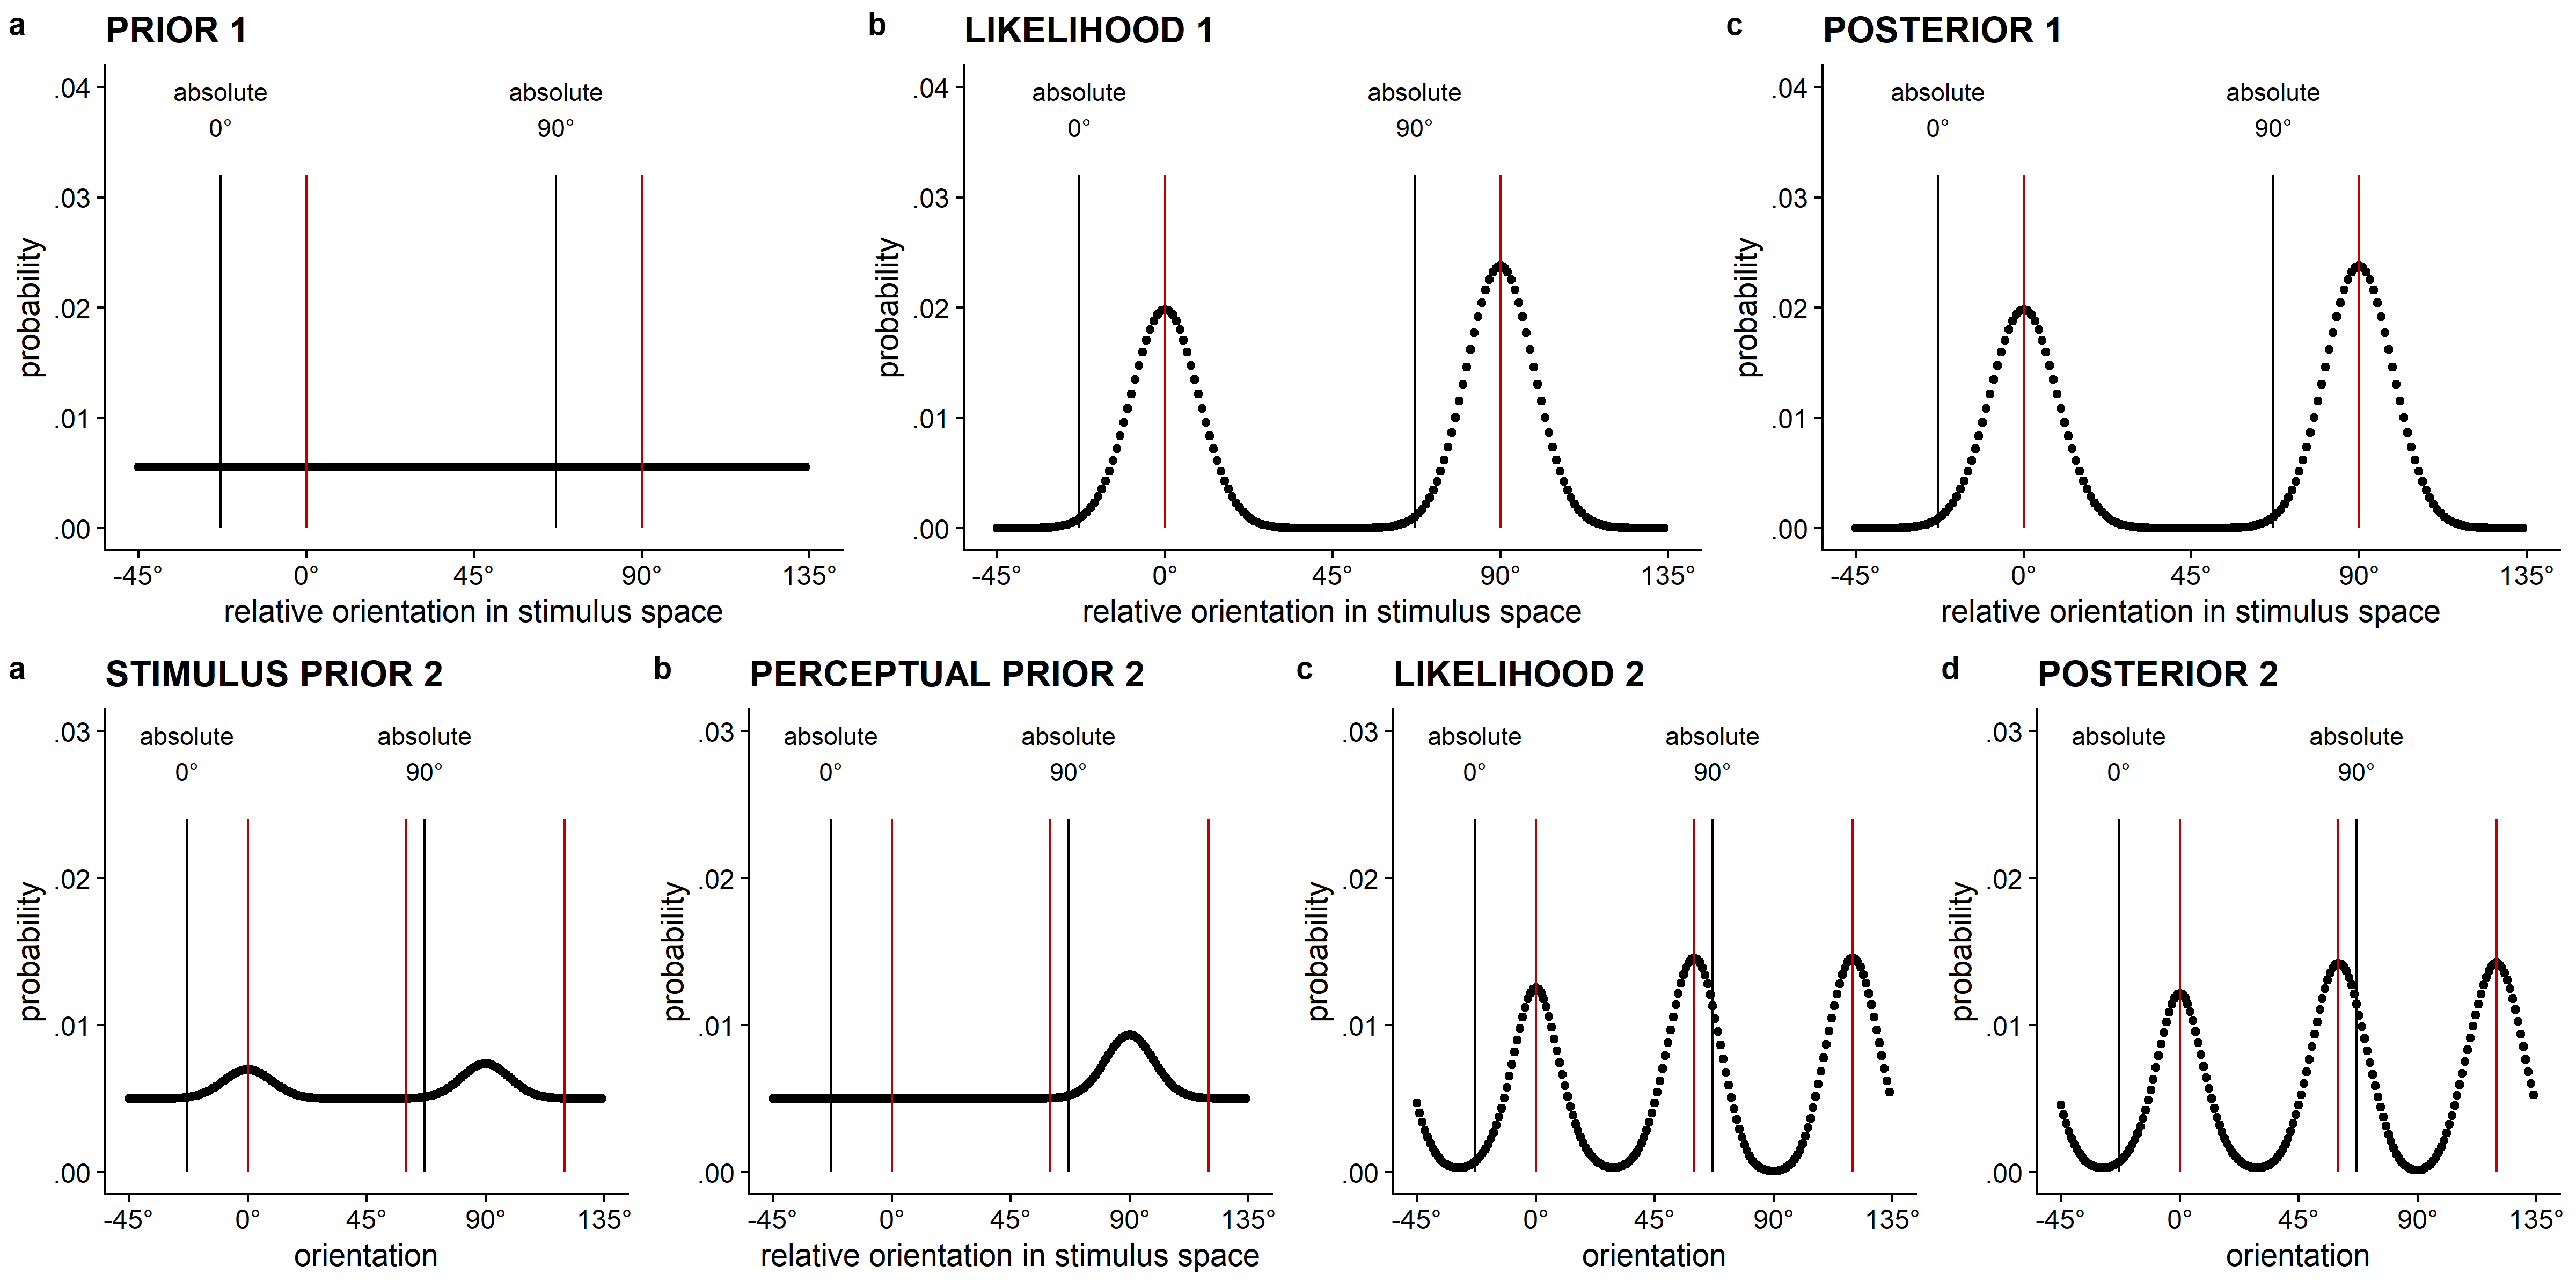 a PRIOR 1
absolute absolute
0° 90°
.04
.03
.02
.01
.00
probability
-45° 0° 45° 90° 135°
relative orientation in stimulus space
b LIKELIHOOD 1
absolute absolute
0° 90°
.04
.03
.02
.01
.00
probability
-45° 0° 45° 90° 135°
relative orientation in stimulus space
c POSTERIOR 1
absolute absolute
0° 90°
.04
.03
.02
.01
.00
probability
-45° 0° 45° 90° 135°
relative orientation in stimulus space
a STIMULUS PRIOR 2
absolute absolute
0° 90°
.03
.02
.01
.00
probability
-45° 0° 45° 90° 135°
orientation
b PERCEPTUAL PRIOR 2
absolute absolute
0° 90°
.03
.02
.01
.00
probability
-45° 0° 45° 90° 135°
relative orientation in stimulus space
c LIKELIHOOD 2
absolute absolute
0° 90°
.03
.02
.01
.00
probability
-45° 0° 45° 90° 135°
orientation
d POSTERIOR 2
absolute absolute
0° 90°
.03
.02
.01
.00
probability
-45° 0° 45° 90° 135°
orientation